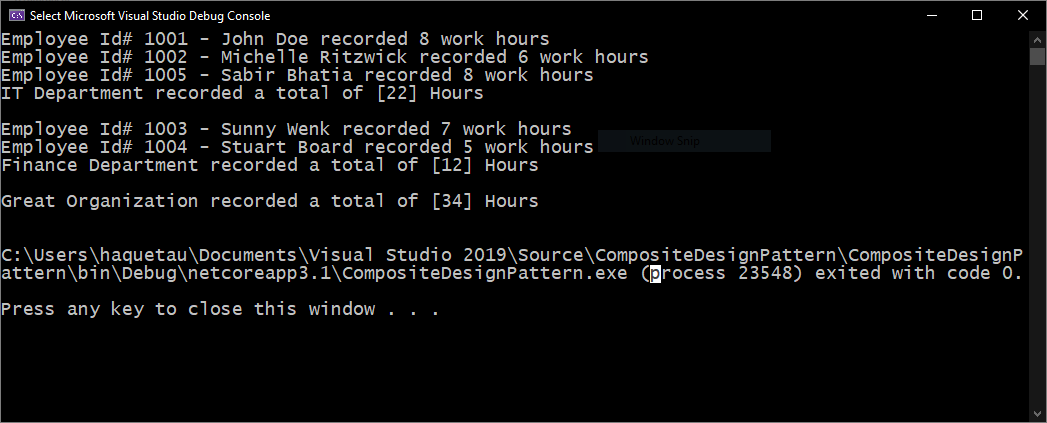 Select Microsoft Visual Studio Debug Console
Employee Id# 1001 - John Doe recorded 8 work hours
Employee Id# 1002 - Michelle Ritzwick recorded 6 work hours
Employee Id# 1005 - Sabir Bhatia recorded 8 work hours
IT Department recorded a total of [22] Hours
Employee Id# 1003 - Sunny Wenk recorded 7 work hours
Employee Id# 1004 - Stuart Board recorded 5 work hours
Window Snip
Finance Department recorded a total of [12] Hours
Great Organization recorded a total of [34] Hours
C:\Users\haquetau\Documents\Visual Studio 2019\Source\CompositeDesignPattern\CompositeDesignP
attern\bin\Debug\netcoreapp3.1\CompositeDesignPattern.exe (process 23548) exited with code 0.
Press any key to close this window . . .